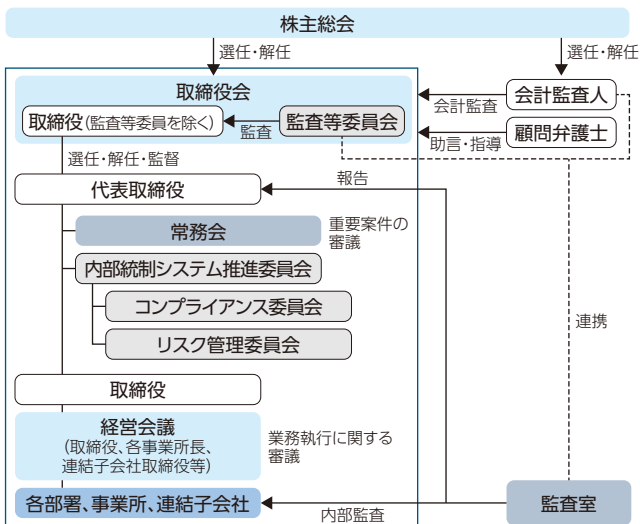 株主総会
選任・解任
選任・解任
取締役会
取締役(監査等委員を除く)
監査
監査等委員会
会計監査
会計監査人
助言・指導
顧問弁護士
選任・解任・監督
代表取締役
報告
常務会
重要案件の
審議
内部統制システム推進委員会
コンプライアンス委員会
リスク管理委員会
連携
取締役
経営会議
(取締役、各事業所長、
連結子会社取締役等)
業務執行に関する
審議
各部署、事業所、連結子会社
内部監査
監査室